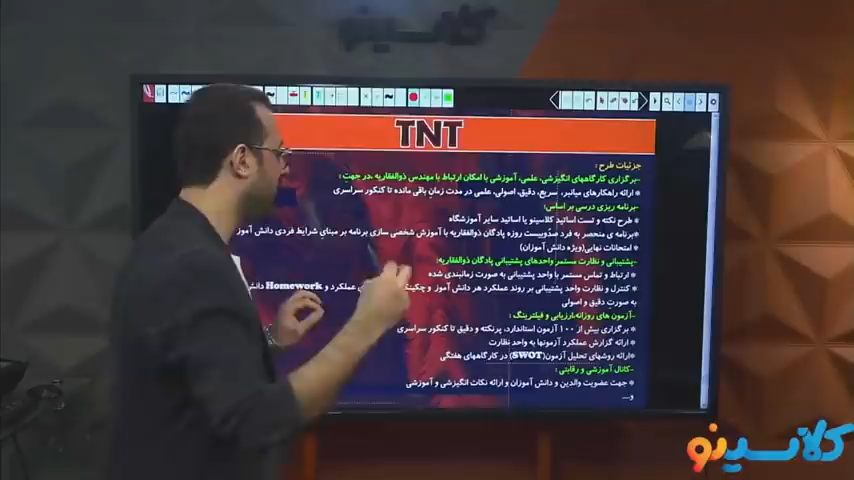 TNT
جزئیات طرح :
-برگزاری کارگاههای انگیزشی، علمی، آموزشی با امکان ارتباط با مهندس ذوالفقاریه ،در جهت :
* ارائه راهکارهای میانبر، سریع، دقیق، اصولی، علمی در مدت زمانِ باقی مانده تا کنکور سراسری
-برنامه ریزی درسی بر اساس:
* طرح نکته و تست اساتید کلاسینو یا اساتید سایر آموزشگاه
*برنامه ی منحصر به فرد صدُوبیست روزه پادگان ذوالفقاریه با آموزش شخصی سازی برنامه بر مبنایِ شرایط فردی دانش آموز
* امتحانات نهایی(ویژه دانش آموزان)
-پشتیبانی و نظارت مستمر واحدهای پشتیبانی پادگان ذوالفقاریه:
* ارتباط و تماس مستمر با واحد پشتیبانی به صورت زمانبندی شده
* کنترل و نظارت واحد پشتیبانی بر روند عملکرد هر دانش آموز و عملکرد و Homework
به صورتِ دقیق و اصولی
-آزمون های روزانه،ارزیابی و فیلترینگ :
* برگزاری بیش از ۱۰۰ آزمون استاندارد، پرنکته و دقیق تا کنکور سراسری
*ارائه گزارش عملکرد آزمونها به واحد نظارت
*ارائه روشهای تحلیل آزمون(SWOT) در کارگاههای هفتگی
-کانال آموزشی و رقابتی :
* جهت عضویت والدین و دانش آموزان و ارائه نکات انگیزشی و آموزشی
و...
کلاسینو